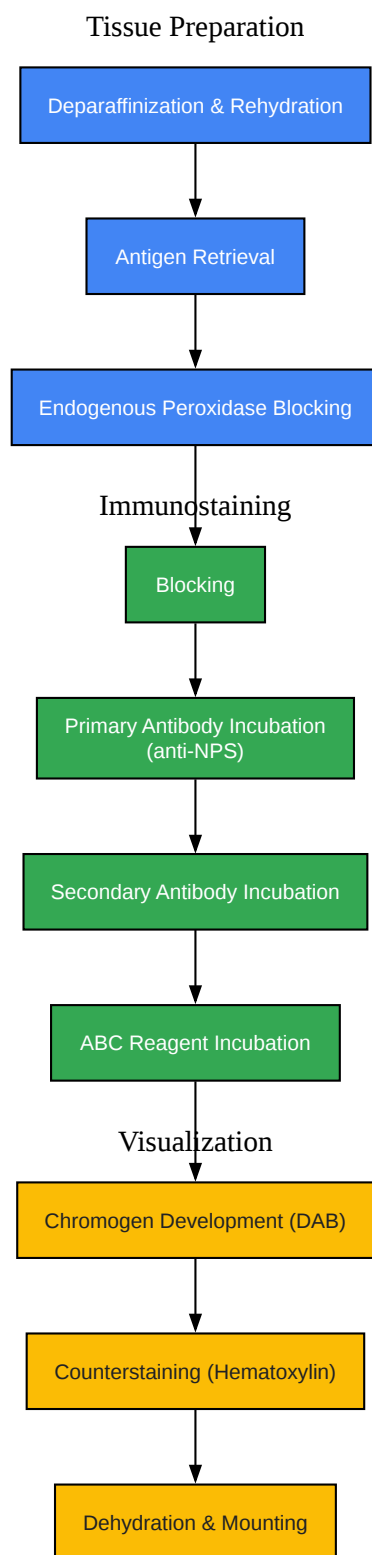 Tissue Preparation
Deparaffinization & Rehydration
Antigen Retrieval
Endogenous Peroxidase Blocking
Immunostaining
Blocking
Primary Antibody Incubation
(anti-NPS)
Secondary Antibody Incubation
ABC Reagent Incubation
Visualization
Chromogen Development (DAB)
Counterstaining (Hematoxylin)
Dehydration & Mounting